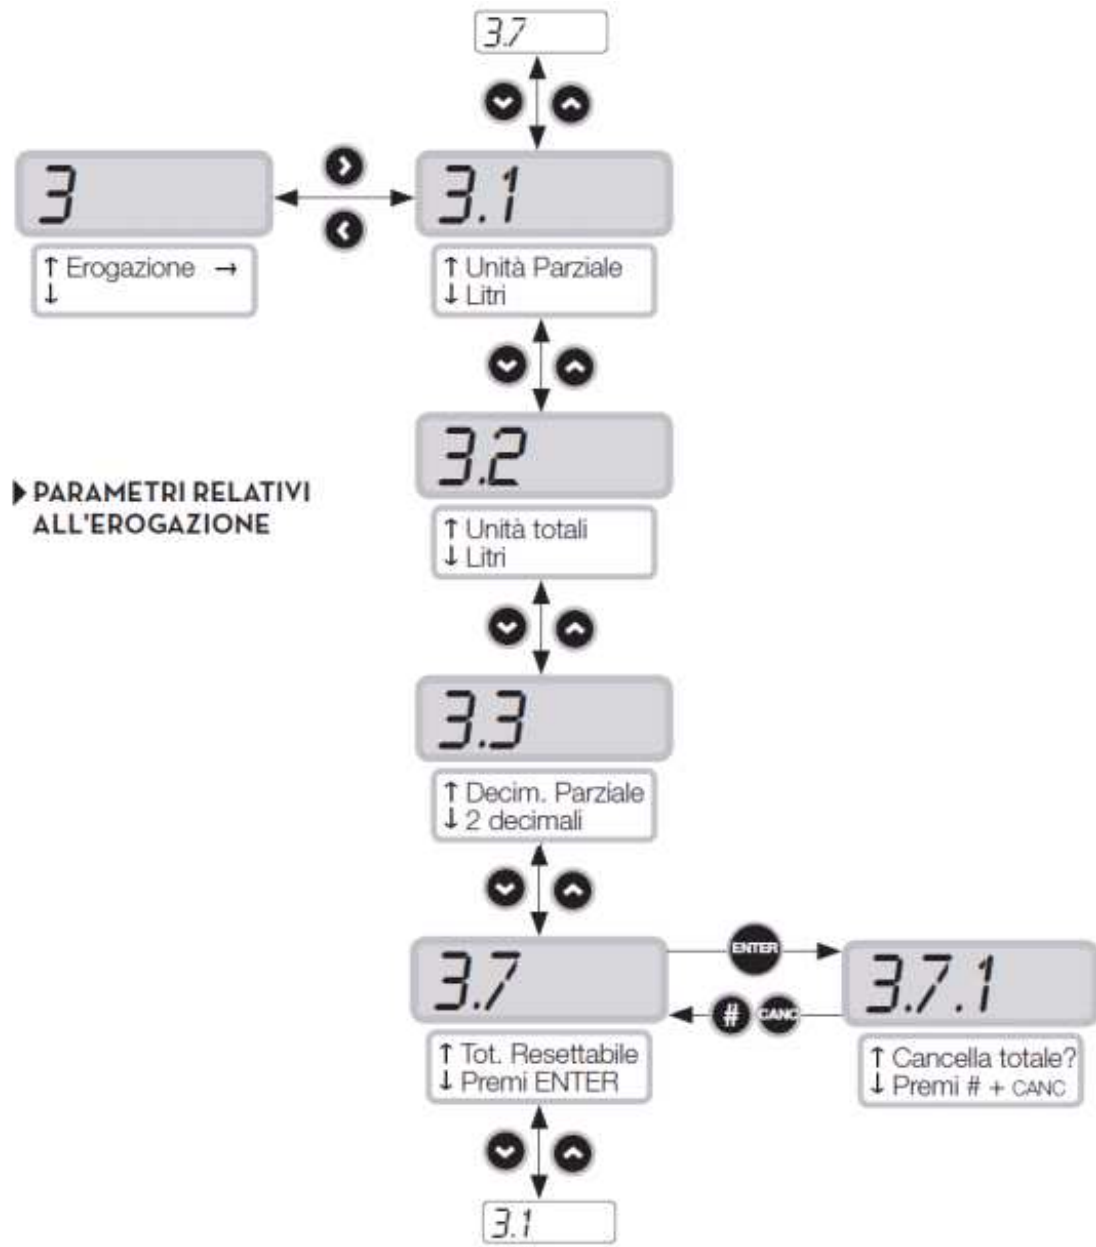 3.7
3
3.1
↑ Erogazione →
↓
↑ Unità Parziale
↓ Litri
3.2
▶ PARAMETRI RELATIVI
ALL'EROGAZIONE
↑ Unità totali
↓ Litri
3.3
↑ Decim. Parziale
↓ 2 decimali
3.7
ENTER
# CANC
3.7.1
↑ Tot. Resettabile
↓ Premi ENTER
↑ Cancella totale?
↓ Premi # + CANC
3.1